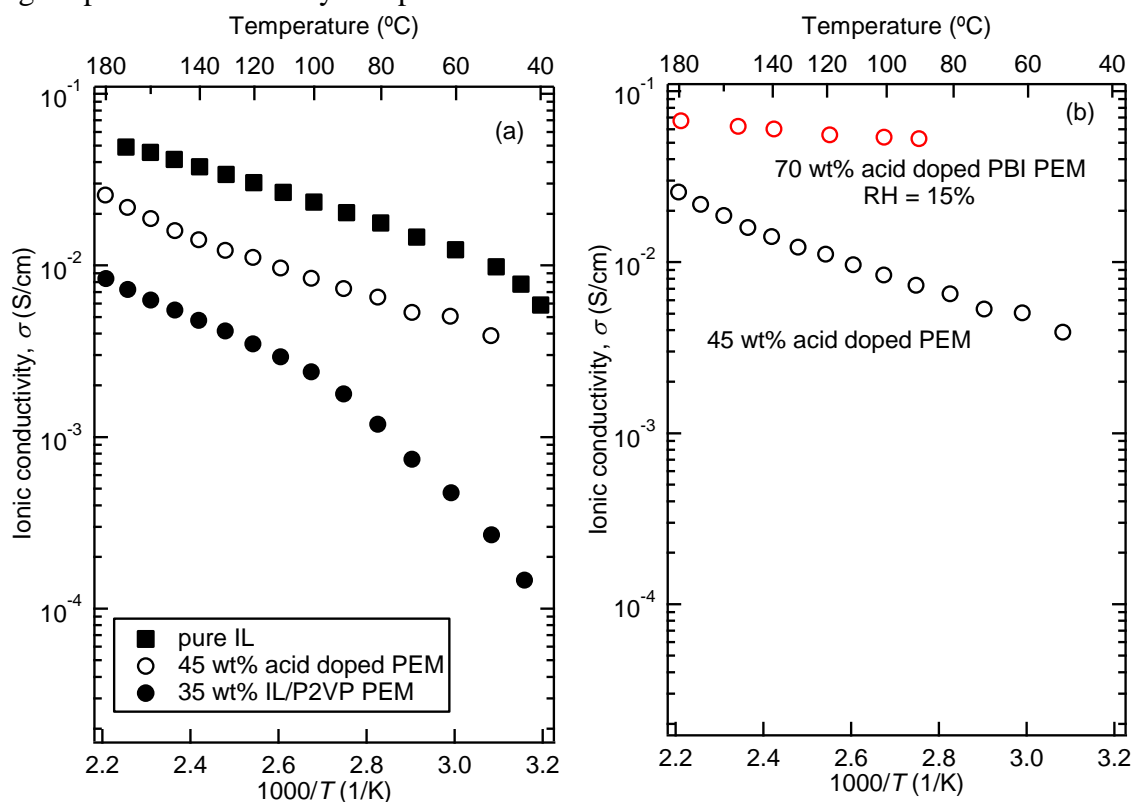 Temperature (ºC)
180 140 120 100 80 60 40
10-1
10-2
10-3
10-4
Ionic conductivity, σ (S/cm)
(a)
pure IL
45 wt% acid doped PEM
35 wt% IL/P2VP PEM
2.2 2.4 2.6 2.8 3.0 3.2
1000/T (1/K)
Temperature (ºC)
180 140 120 100 80 60 40
10-1
10-2
10-3
10-4
Ionic conductivity, σ (S/cm)
(b)
70 wt% acid doped PBI PEM
RH = 15%
45 wt% acid doped PEM
2.2 2.4 2.6 2.8 3.0 3.2
1000/T (1/K)